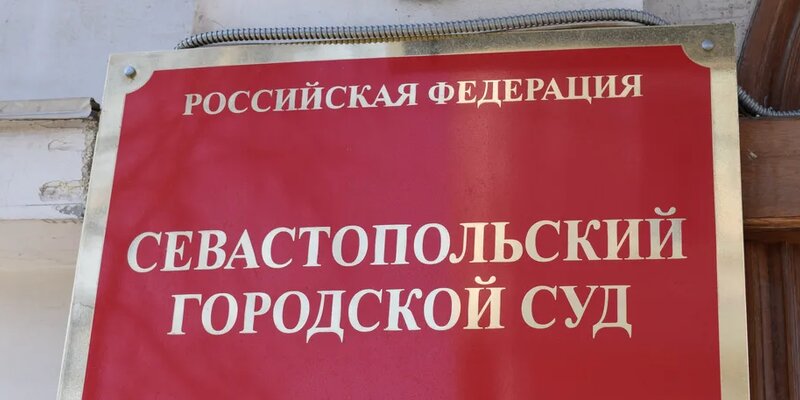 РОССИЙСКАЯ ФЕДЕРАЦИЯ
СЕВАСТОПОЛЬСКИЙ
ГОРОДСКОЙ СУД